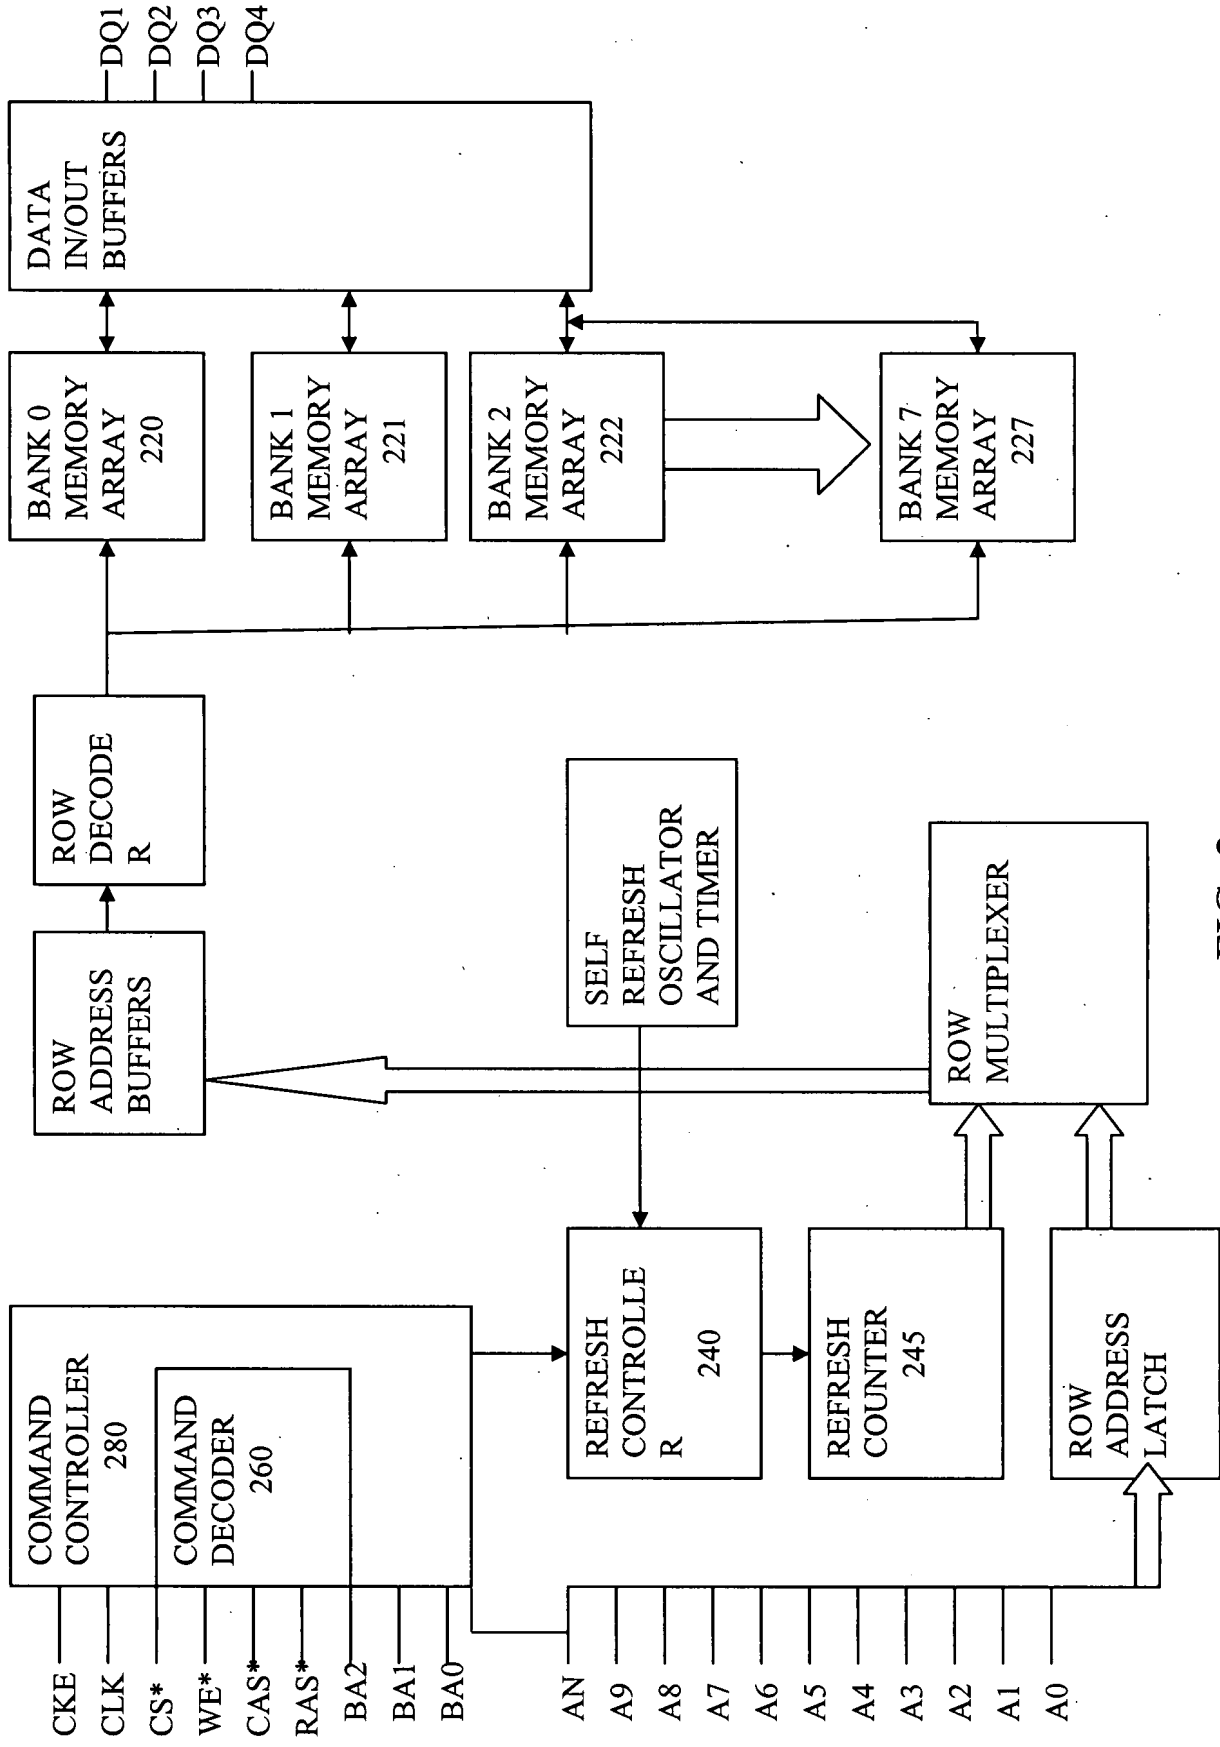 CKE
CLK
CS*
WE*
CAS*
RAS*
BA2
BA1
BA0
AN
A9
A8
A7
A6
A5
A4
A3
A2
A1
A0
COMMAND
CONTROLLER
280
COMMAND
DECODER
260
REFRESH
CONTROLLE
R
240
REFRESH
COUNTER
245
ROW
ADDRESS
LATCH
SELF
REFRESH
OSCILLATOR
AND TIMER
ROW
MULTIPLEXER
ROW
ADDRESS
BUFFERS
ROW
DECODE
R
BANK 0
MEMORY
ARRAY
220
BANK 1
MEMORY
ARRAY
221
BANK 2
MEMORY
ARRAY
222
BANK 7
MEMORY
ARRAY
227
DATA
IN/OUT
BUFFERS
DQ1
DQ2
DQ3
DQ4